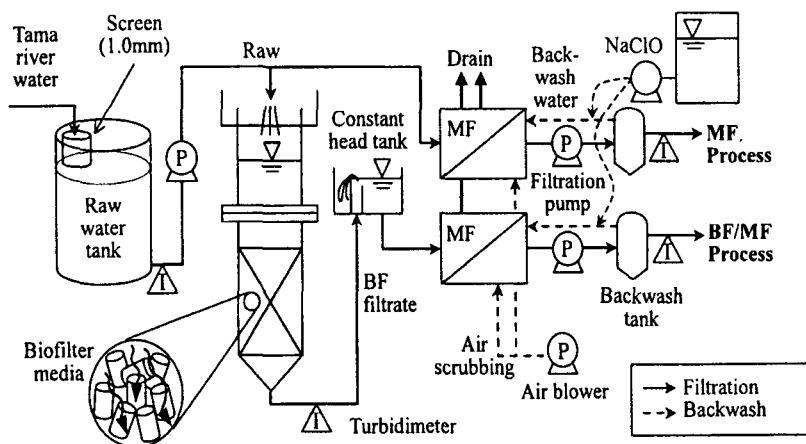 Tama
river
water
Screen
(1.0mm)
Raw
Drain
Back-
wash
water
NaClO
P
Constant
head tank
MF
P
I
MF.
Process
Filtration
pump
Raw
water
tank
I
MF
P
I
BF/MF
Process
BF
filtrate
Backwash
tank
Biofilter
media
Air
scrubbing
P
Air blower
I
Turbidimeter
Filtration
Backwash